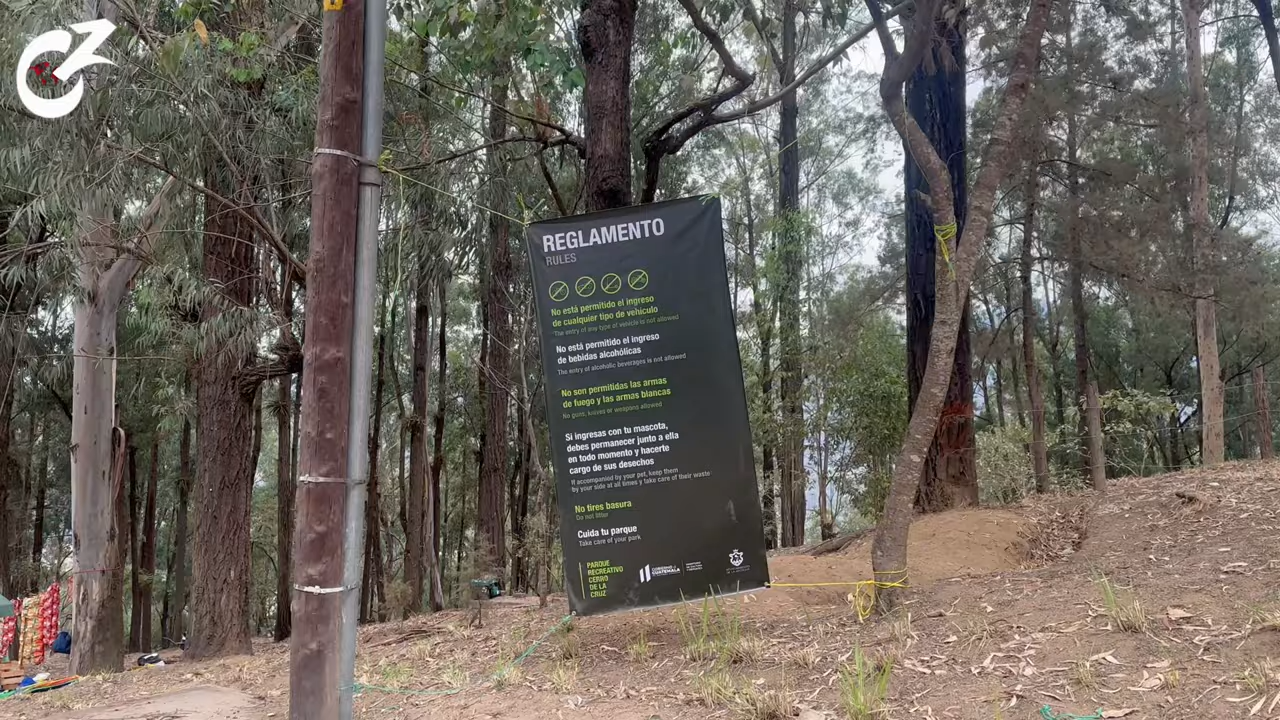 REGLAMENTO
RULES
No está permitido el ingreso
de cualquier tipo de vehículo
The entry of any type of vehicle is not allowed
No está permitido el ingreso
de bebidas alcohólicas
The entry of alcoholic beverages is not allowed
No son permitidas las armas
de fuego y las armas blancas
No guns, knives or weapons allowed
Si ingresas con tu mascota,
debes permanecer junto a ella
en todo momento y hacerte
cargo de sus desechos
If accompanied by your pet, keep them
by your side at all times y take care of their waste
No tires basura
Do not litter
Cuida tu parque
Take care of your park
PARQUE
RECREATIVO
CERRO
DE LA
CRUZ
GOBIERNO de
GUATEMALA